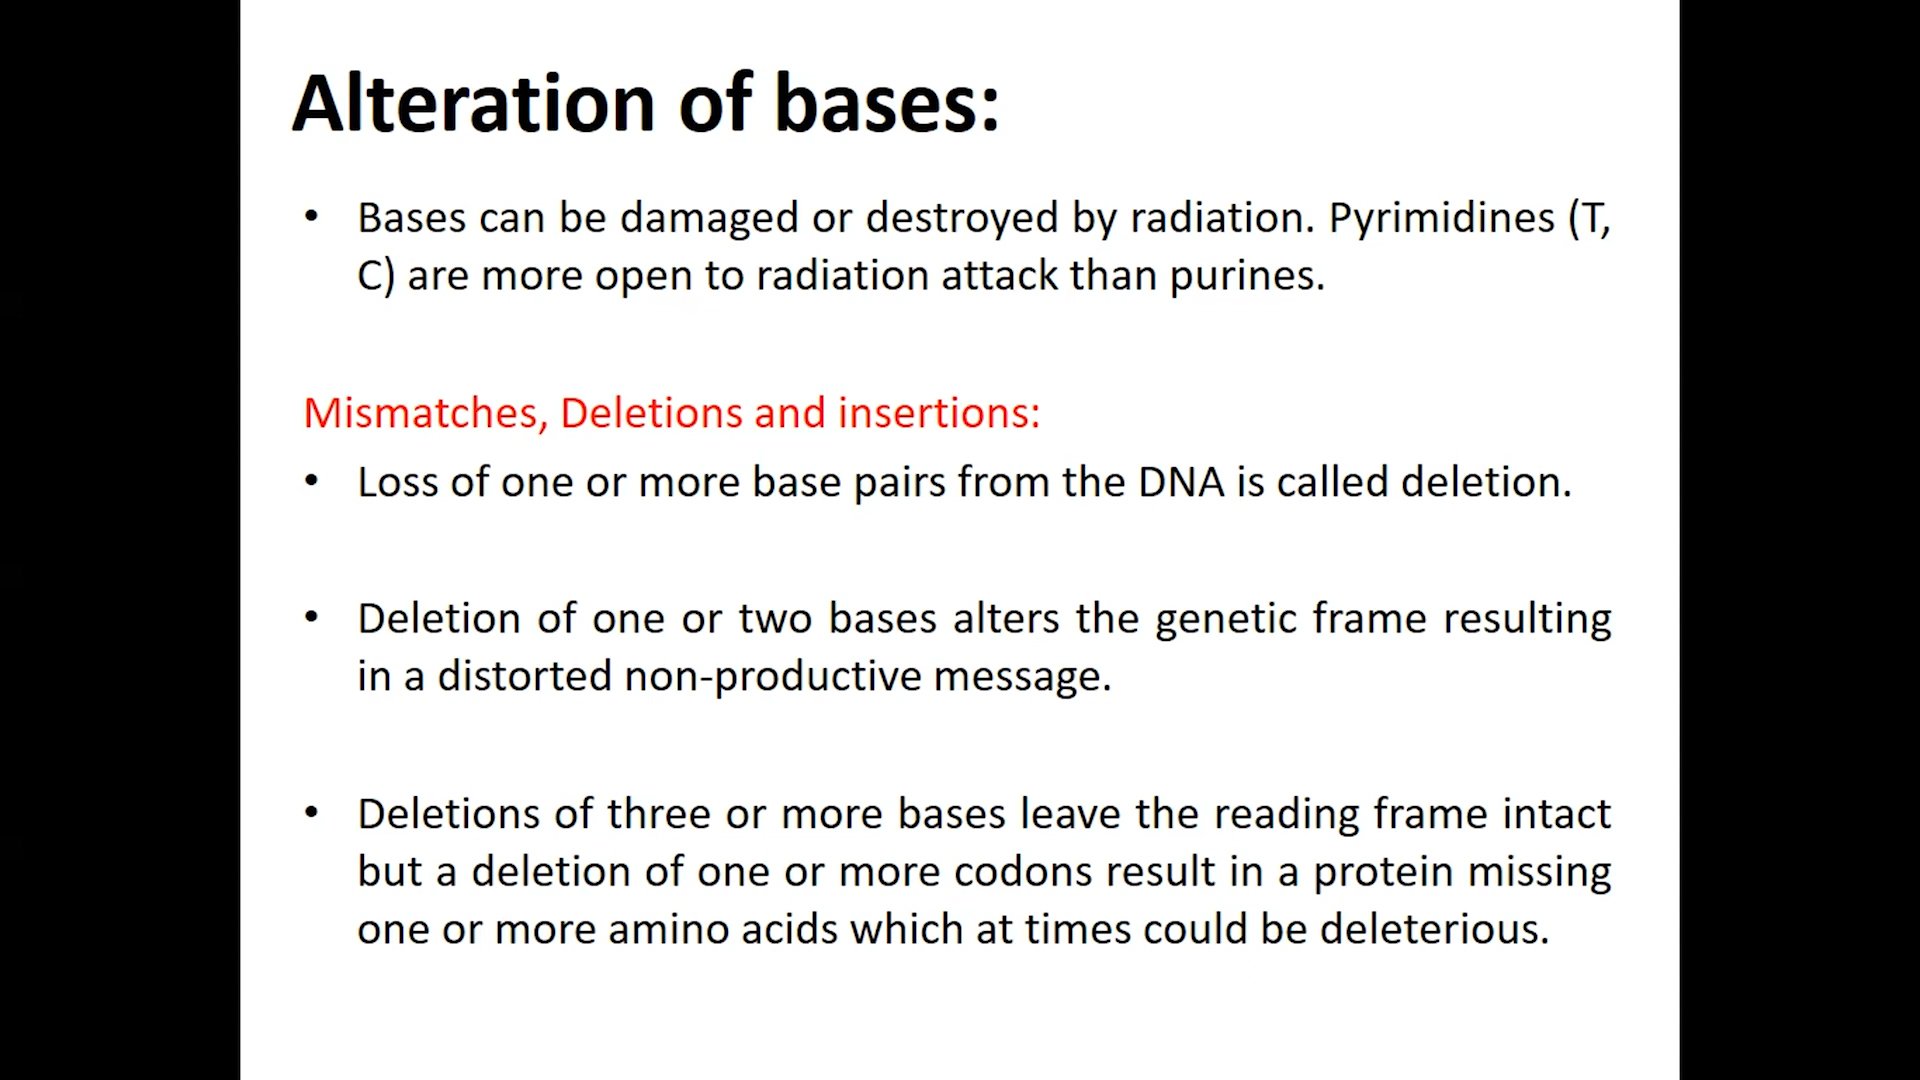 Alteration of bases:
• Bases can be damaged or destroyed by radiation. Pyrimidines (T,
C) are more open to radiation attack than purines.
Mismatches, Deletions and insertions:
• Loss of one or more base pairs from the DNA is called deletion.
• Deletion of one or two bases alters the genetic frame resulting
in a distorted non-productive message.
• Deletions of three or more bases leave the reading frame intact
but a deletion of one or more codons result in a protein missing
one or more amino acids which at times could be deleterious.